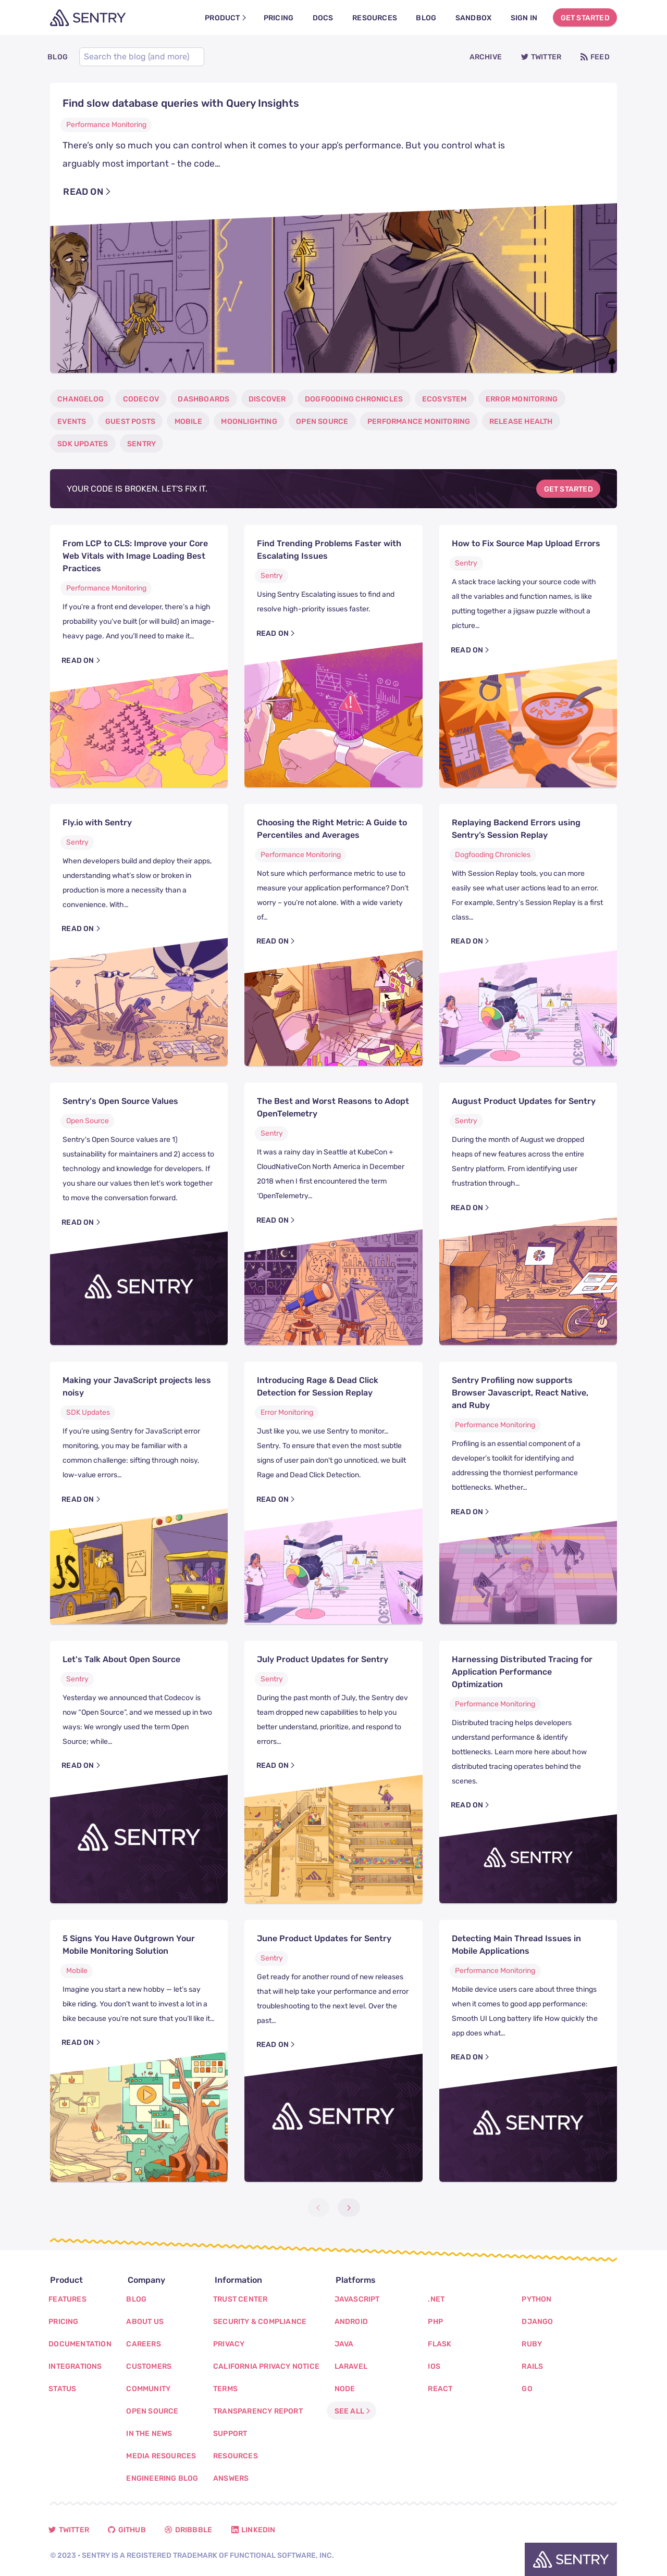 SENTRY
PRODUCT
PRICING
DOCS
RESOURCES
BLOG
SANDBOX
SIGN IN
GET STARTED
BLOG
Search the blog (and more)
ARCHIVE
TWITTER
FEED
Find slow database queries with Query Insights
Performance Monitoring
There's only so much you can control when it comes to your app's performance. But you control what is
arguably most important - the code…
READ ON
CHANGELOG
CODECOV
DASHBOARDS
DISCOVER
DOGFOODING CHRONICLES
ECOSYSTEM
ERROR MONITORING
EVENTS
GUEST POSTS
MOBILE
MOONLIGHTING
OPEN SOURCE
PERFORMANCE MONITORING
RELEASE HEALTH
SDK UPDATES
SENTRY
YOUR CODE IS BROKEN. LET'S FIX IT.
GET STARTED
From LCP to CLS: Improve your Core
Web Vitals with Image Loading Best
Practices
Performance Monitoring
If you're a front end developer, there's a high
probability you've built (or will build) an image-
heavy page. And you'll need to make it…
READ ON
Find Trending Problems Faster with
Escalating Issues
Sentry
Using Sentry Escalating issues to find and
resolve high-priority issues faster.
READ ON
How to Fix Source Map Upload Errors
Sentry
A stack trace lacking your source code with
all the variables and function names, is like
putting together a jigsaw puzzle without a
picture…
READ ON
Fly.io with Sentry
Sentry
When developers build and deploy their apps,
understanding what's slow or broken in
production is more a necessity than a
convenience. With…
READ ON
Choosing the Right Metric: A Guide to
Percentiles and Averages
Performance Monitoring
Not sure which performance metric to use to
measure your application performance? Don't
worry – you're not alone. With a wide variety
of…
READ ON
Replaying Backend Errors using
Sentry's Session Replay
Dogfooding Chronicles
With Session Replay tools, you can more
easily see what user actions lead to an error.
For example, Sentry's Session Replay is a first
class…
READ ON
00:30
Sentry's Open Source Values
Open Source
Sentry's Open Source values are 1)
sustainability for maintainers and 2) access to
technology and knowledge for developers. If
you share our values then let's work together
to move the conversation forward.
READ ON
SENTRY
The Best and Worst Reasons to Adopt
OpenTelemetry
Sentry
It was a rainy day in Seattle at KubeCon +
CloudNativeCon North America in December
2018 when I first encountered the term
'OpenTelemetry…
READ ON
August Product Updates for Sentry
Sentry
During the month of August we dropped
heaps of new features across the entire
Sentry platform. From identifying user
frustration through…
READ ON
Making your JavaScript projects less
noisy
SDK Updates
If you're using Sentry for JavaScript error
monitoring, you may be familiar with a
common challenge: sifting through noisy,
low-value errors…
READ ON
JS
Introducing Rage & Dead Click
Detection for Session Replay
Error Monitoring
Just like you, we use Sentry to monitor…
Sentry. To ensure that even the most subtle
signs of user pain don't go unnoticed, we built
Rage and Dead Click Detection.
READ ON
00:30
Sentry Profiling now supports
Browser Javascript, React Native,
and Ruby
Performance Monitoring
Profiling is an essential component of a
developer's toolkit for identifying and
addressing the thorniest performance
bottlenecks. Whether…
READ ON
Let's Talk About Open Source
Sentry
Yesterday we announced that Codecov is
now "Open Source", and we messed up in two
ways: We wrongly used the term Open
Source; while…
READ ON
SENTRY
July Product Updates for Sentry
Sentry
During the past month of July, the Sentry dev
team dropped new capabilities to help you
better understand, prioritize, and respond to
errors…
READ ON
Harnessing Distributed Tracing for
Application Performance
Optimization
Performance Monitoring
Distributed tracing helps developers
understand performance & identify
bottlenecks. Learn more here about how
distributed tracing operates behind the
scenes.
READ ON
SENTRY
5 Signs You Have Outgrown Your
Mobile Monitoring Solution
Mobile
Imagine you start a new hobby — let's say
bike riding. You don't want to invest a lot in a
bike because you're not sure that you'll like it…
READ ON
June Product Updates for Sentry
Sentry
Get ready for another round of new releases
that will help take your performance and error
troubleshooting to the next level. Over the
past…
READ ON
SENTRY
Detecting Main Thread Issues in
Mobile Applications
Performance Monitoring
Mobile device users care about three things
when it comes to good app performance:
Smooth UI Long battery life How quickly the
app does what…
READ ON
SENTRY
Product
FEATURES
PRICING
DOCUMENTATION
INTEGRATIONS
STATUS
Company
BLOG
ABOUT US
CAREERS
CUSTOMERS
COMMUNITY
OPEN SOURCE
IN THE NEWS
MEDIA RESOURCES
ENGINEERING BLOG
Information
TRUST CENTER
SECURITY & COMPLIANCE
PRIVACY
CALIFORNIA PRIVACY NOTICE
TERMS
TRANSPARENCY REPORT
SUPPORT
RESOURCES
ANSWERS
Platforms
JAVASCRIPT
ANDROID
JAVA
LARAVEL
NODE
SEE ALL
.NET
PHP
FLASK
IOS
REACT
PYTHON
DJANGO
RUBY
RAILS
GO
TWITTER
GITHUB
DRIBBBLE
LINKEDIN
© 2023 • SENTRY IS A REGISTERED TRADEMARK OF FUNCTIONAL SOFTWARE, INC.
SENTRY